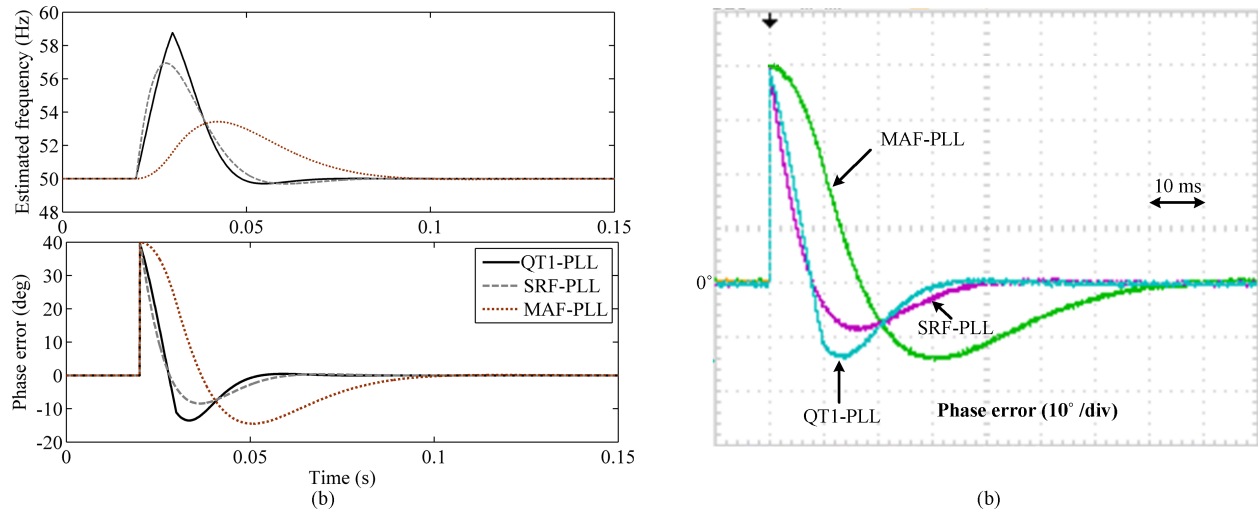 Estimated frequency (Hz)
60
58
56
54
52
50
48
0
0.05
0.1
0.15
Phase error (deg)
40
30
20
10
0
-10
-20
QT1-PLL
SRF-PLL
MAF-PLL
0
0.05
0.1
0.15
Time (s)
(b)
MAF-PLL
10 ms
0°
SRF-PLL
QT1-PLL
Phase error (10° /div)
(b)